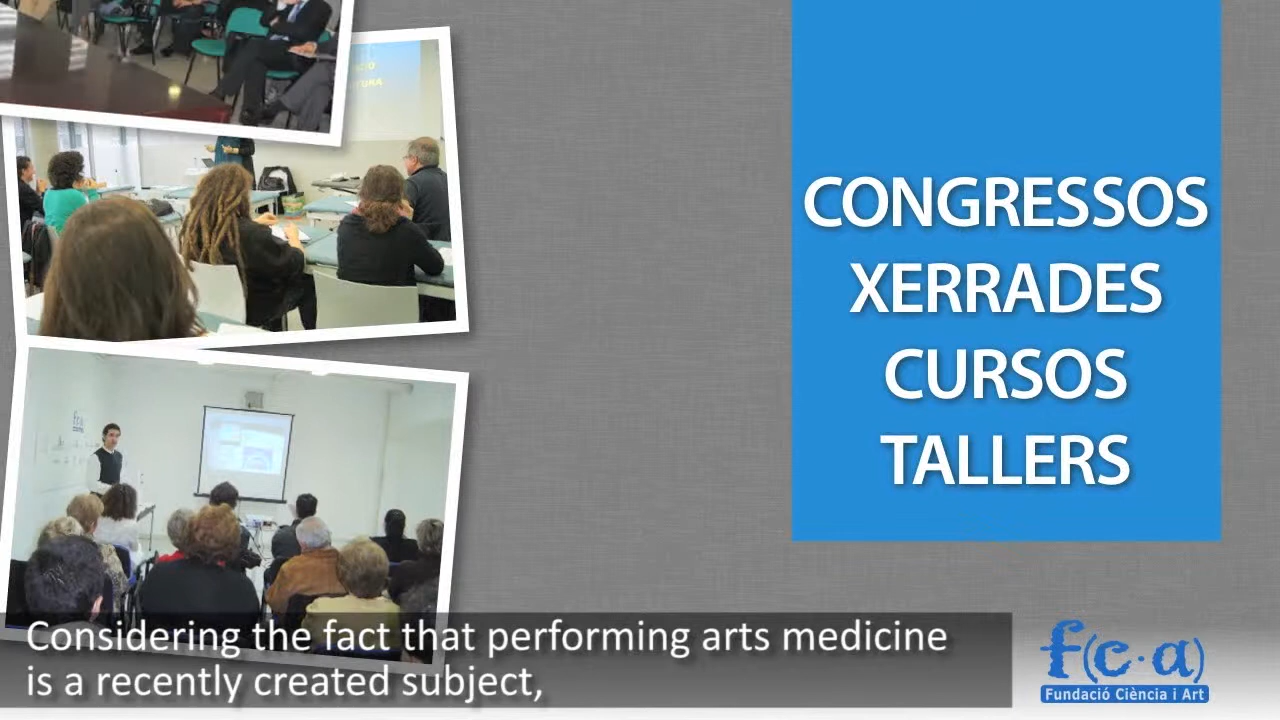 CONGRESSOS
XERRADES
CURSOS
TALLERS
Considering the fact that performing arts medicine
is a recently created subject,
f(c·a)
Fundació Ciència i Art